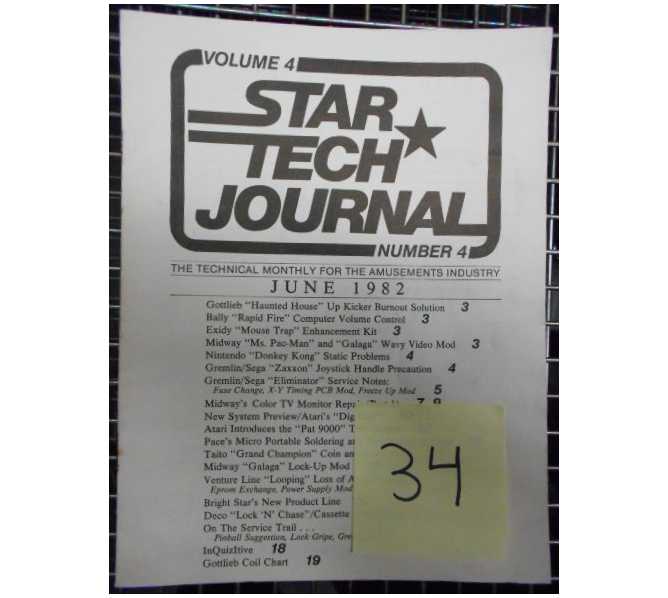 VOLUME 4
STAR
TECH
JOURNAL
NUMBER 4
THE TECHNICAL MONTHLY FOR THE AMUSEMENTS INDUSTRY
JUNE 1982
Gottlieb "Haunted House" Up Kicker Burnout Solution 3
Bally "Rapid Fire" Computer Volume Control 3
Exidy "Mouse Trap" Enhancement Kit 3
Midway "Ms. Pac-Man" and "Galaga" Wavy Video Mod 3
Nintendo "Donkey Kong" Static Problems 4
Gremlin/Sega "Zaxxon" Joystick Handle Precaution 4
Gremlin/Sega "Eliminator" Service Notes:
Fuse Change, X-Y Timing PCB Mod, Freeze Up Mod 5
Midway's Color TV Monitor
New System Preview/Atari's
Atari Introduces the "Pat 9000"
Pace's Micro Portable Soldering
Taito "Grand Champion" Coin
Midway "Galaga" Lock-Up Mod
Venture Line "Looping" Loss of
Eprom Exchange, Power Supply Mod
Bright Star's New Product Line
Deco "Lock 'N' Chase"/Cassette
On The Service Trail . . .
Pinball Suggestion, Lock Gripe,
InQuizItive 18
Gottlieb Coil Chart 19
34